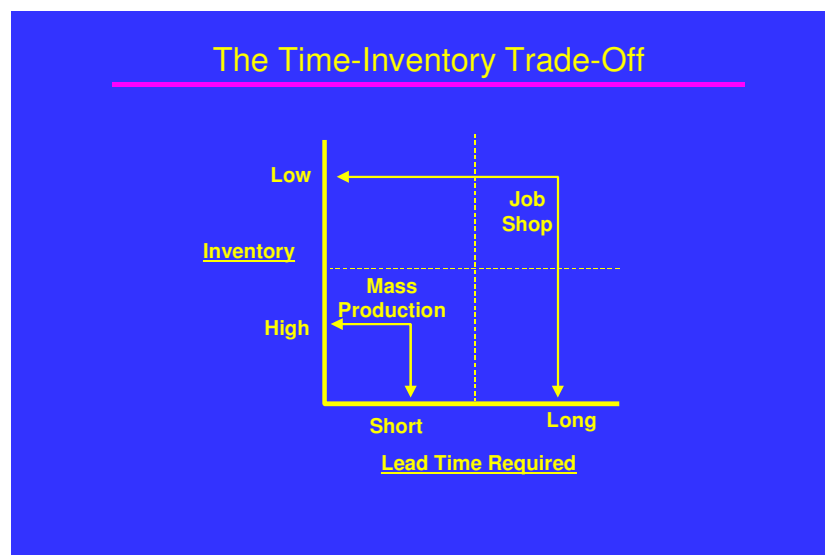 The Time-Inventory Trade-Off
Low
Job
Shop
Inventory
Mass
Production
High
Short
Long
Lead Time Required